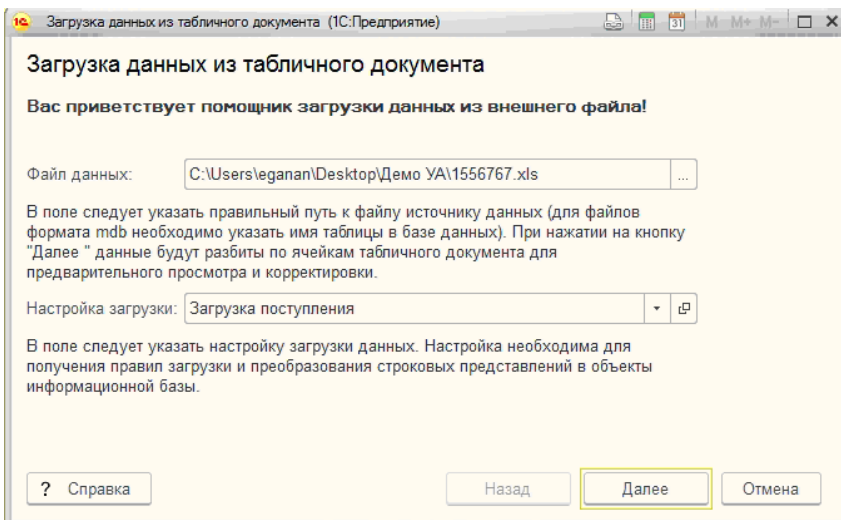 1С Загрузка данных из табличного документа (1С:Предприятие) 31 M M+ M-
Загрузка данных из табличного документа
Вас приветствует помощник загрузки данных из внешнего файла!
Файл данных: C:\Users\eganan\Desktop\Демо УА\1556767.xls ...
В поле следует указать правильный путь к файлу источнику данных (для файлов
формата mdb необходимо указать имя таблицы в базе данных). При нажатии на кнопку
"Далее " данные будут разбиты по ячейкам табличного документа для
предварительного просмотра и корректировки.
Настройка загрузки: Загрузка поступления
В поле следует указать настройку загрузки данных. Настройка необходима для
получения правил загрузки и преобразования строковых представлений в объекты
информационной базы.
? Справка Назад Далее Отмена